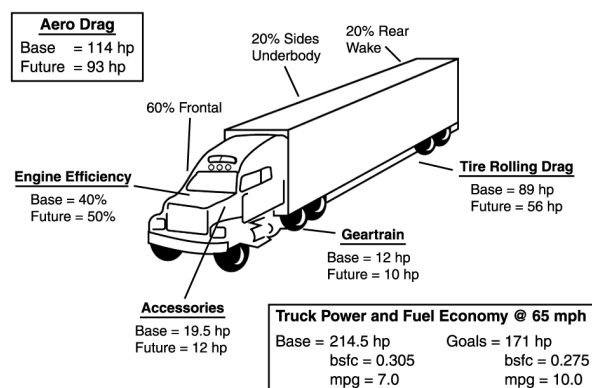 Aero Drag
Base = 114 hp
Future = 93 hp
20% Sides
Underbody
20% Rear
Wake
60% Frontal
Engine Efficiency
Base = 40%
Future = 50%
Tire Rolling Drag
Base = 89 hp
Future = 56 hp
Geartrain
Base = 12 hp
Future = 10 hp
Accessories
Base = 19.5 hp
Future = 12 hp
Truck Power and Fuel Economy @ 65 mph
Base = 214.5 hp Goals = 171 hp
bsfc = 0.305 bsfc = 0.275
mpg = 7.0 mpg = 10.0